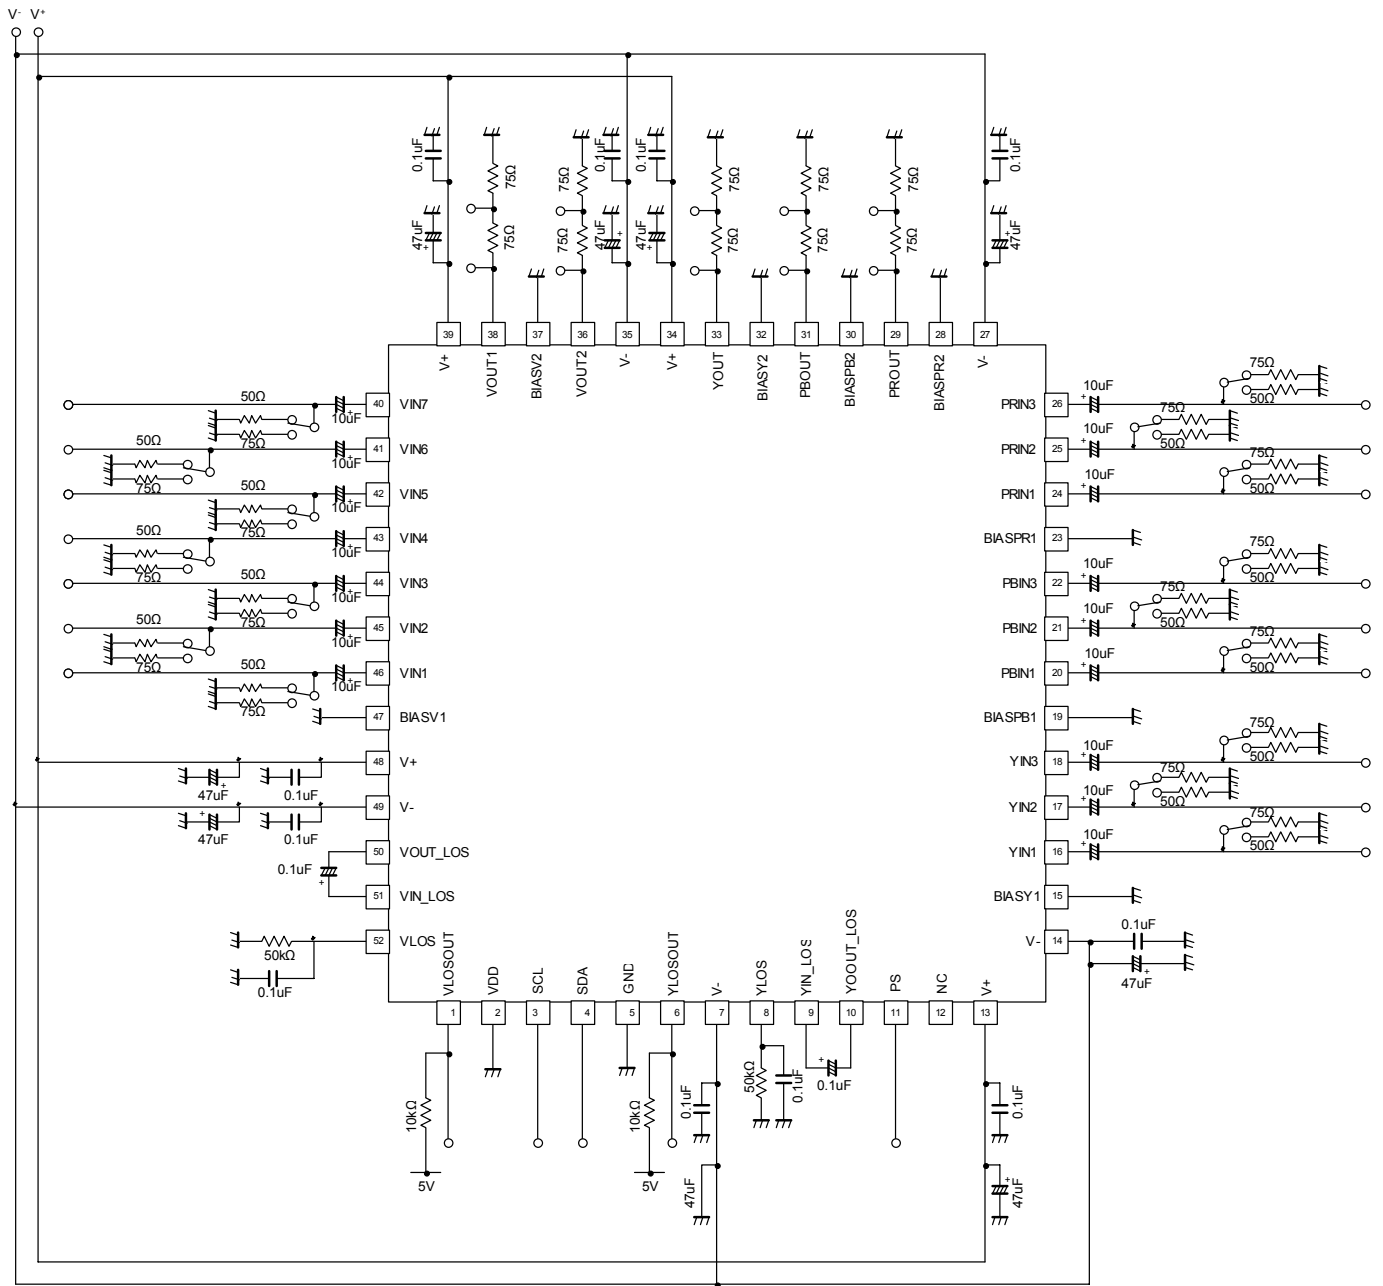 V- V+
0.1uF
75Ω
75Ω
0.1uF
0.1uF
75Ω
75Ω
75Ω
0.1uF
47uF
75Ω
75Ω
47uF
47uF
75Ω
75Ω
75Ω
47uF
39 38 37 36 35 34 33 32 31 30 29 28 27
V+ VOUT1 BIASV2 VOUT2 V- V+ YOUT BIASY2 PBOUT BIASPB2 PROUT BIASPR2 V-
50Ω 75Ω 10uF 40 VIN7
50Ω 75Ω 10uF 41 VIN6
50Ω 75Ω 10uF 42 VIN5
50Ω 75Ω 10uF 43 VIN4
50Ω 75Ω 10uF 44 VIN3
50Ω 75Ω 10uF 45 VIN2
50Ω 75Ω 10uF 46 VIN1
47 BIASV1
47uF 0.1uF 48 V+
47uF 0.1uF 49 V-
50 VOUT_LOS
0.1uF
51 VIN_LOS
50kΩ 0.1uF 52 VLOS
PRIN3 26 10uF 75Ω 50Ω
PRIN2 25 10uF 75Ω 50Ω
PRIN1 24 10uF 75Ω 50Ω
BIASPR1 23
PBIN3 22 10uF 75Ω 50Ω
PBIN2 21 10uF 75Ω 50Ω
PBIN1 20 10uF 75Ω 50Ω
BIASPB1 19
YIN3 18 10uF 75Ω 50Ω
YIN2 17 10uF 75Ω 50Ω
YIN1 16 10uF 75Ω 50Ω
BIASY1 15
V- 14 0.1uF
47uF
VLOSOUT VDD SCL SDA GND YLOSOUT V- YLOS YIN_LOS YOOUT_LOS PS NC V+
1 2 3 4 5 6 7 8 9 10 11 12 13
10kΩ
5V
10kΩ
5V
0.1uF
47uF
50kΩ
0.1uF
0.1uF
0.1uF
47uF